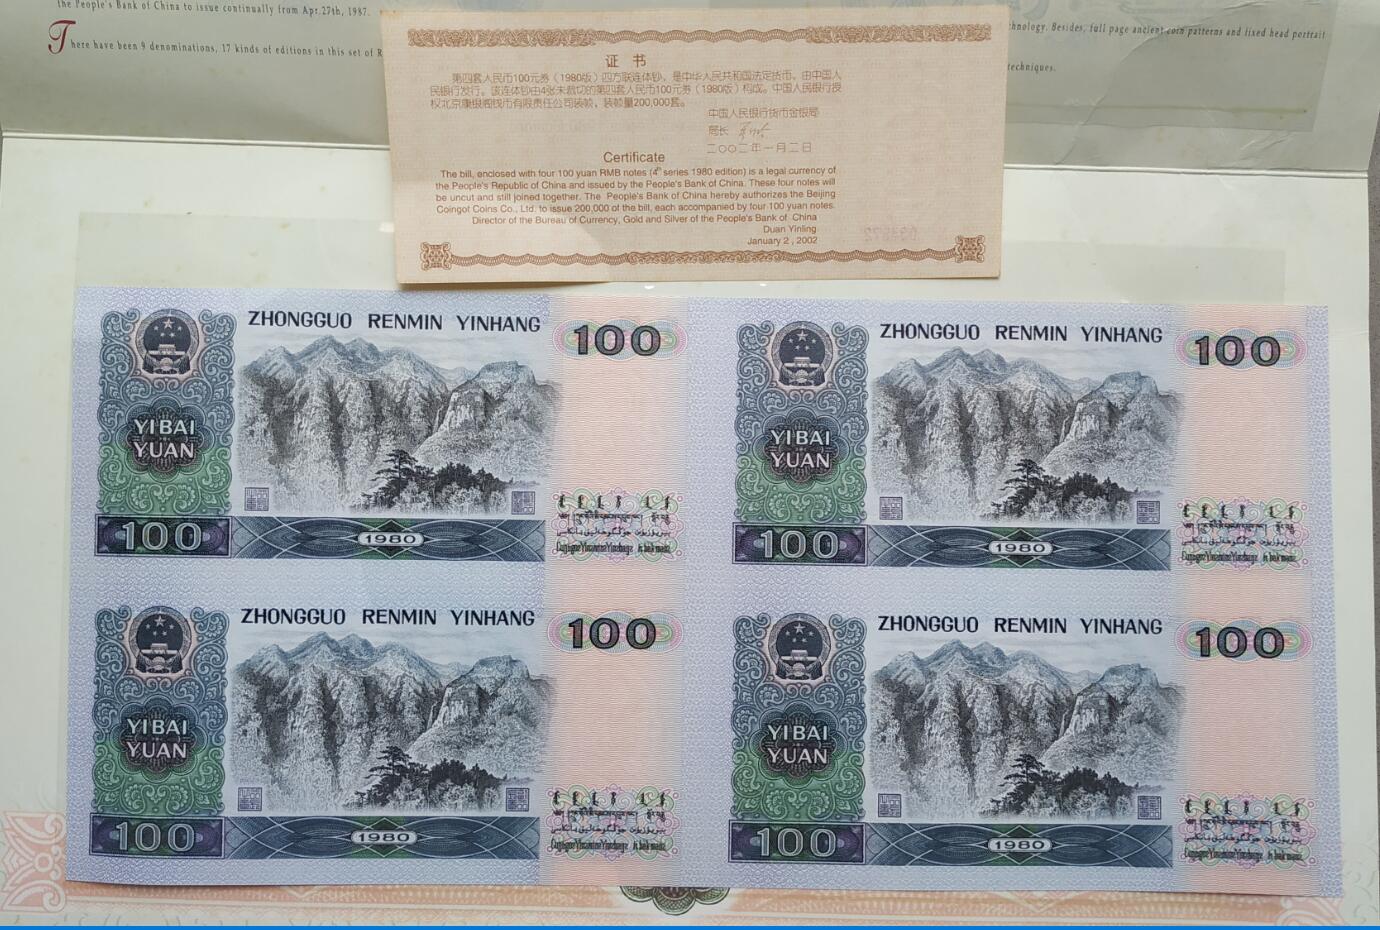 the People's Bank of China to issue continually from Apr.27th, 1987.
There have been 9 denominations, 17 kinds of editions in this set of R
chnology. Besides, full page ancient coin patterns and fixed head portrait
techniques.
证书
第四套人民币100元券（1980版）四方联连体钞，是中华人民共和国法定货币，由中国人
民银行发行。该连体钞由4张未裁切的第四套人民币100元券（1980版）构成。中国人民银行授
权北京康银阁钱币有限责任公司装帧，装帧量200,000套。
中国人民银行货币金银局
局长
二〇〇二年一月二日
Certificate
The bill, enclosed with four 100 yuan RMB notes (4th series 1980 edition) is a legal currency of
the People's Republic of China and issued by the People's Bank of China. These four notes will
be uncut and still joined together. The People's Bank of China hereby authorizes the Beijing
Coingot Coins Co., Ltd. to issue 200,000 of the bill, each accompanied by four 100 yuan notes.
Director of the Bureau of Currency, Gold and Silver of the People's Bank of China
Duan Yinling
January 2, 2002
ZHONGGUO RENMIN YINHANG
100
YIBAI
YUAN
100
1980
ZHONGGUO RENMIN YINHANG
100
YIBAI
YUAN
100
1980
ZHONGGUO RENMIN YINHANG
100
YIBAI
YUAN
100
1980
ZHONGGUO RENMIN YINHANG
100
YIBAI
YUAN
100
1980